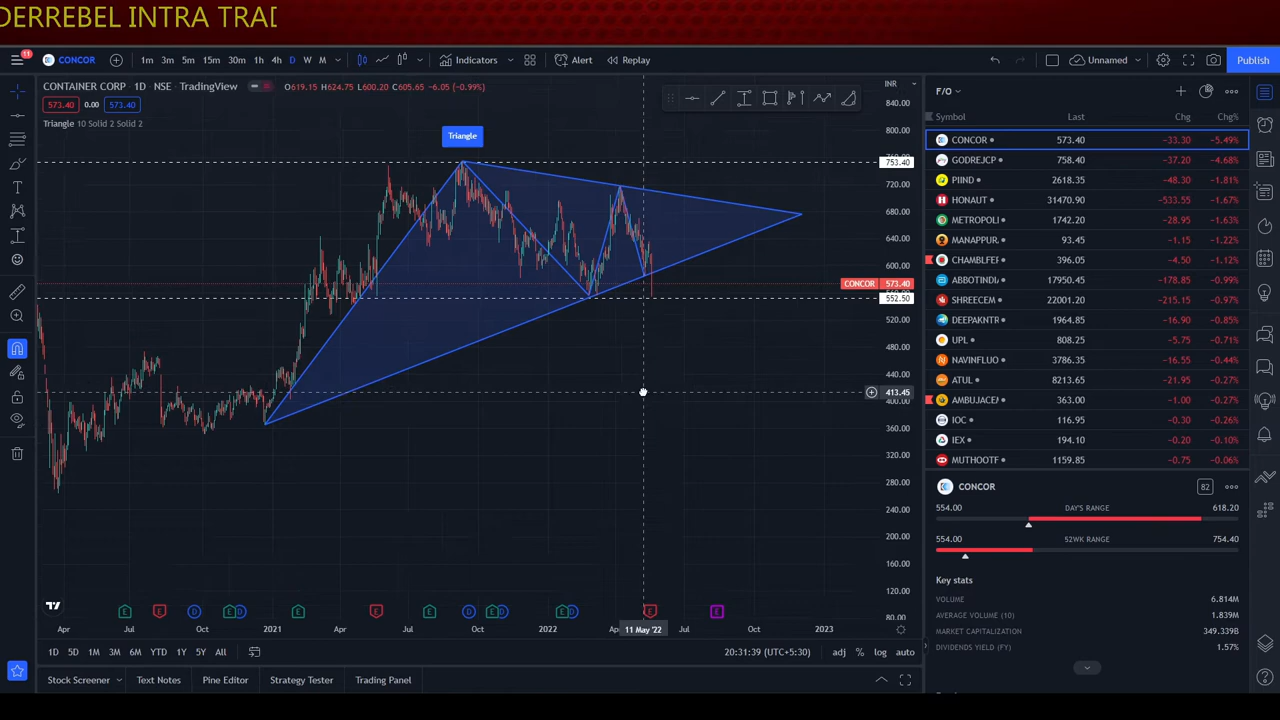 DERREBEL INTRA TRAD
11
CONCOR
1m 3m 5m 15m 30m 1h 4h D W M
Indicators
Alert
Replay
Unnamed
Publish
CONTAINER CORP · 1D · NSE · TradingView
O619.15 H624.75 L600.20 C605.65 −6.05 (−0.99%)
573.40 0.00 573.40
Triangle 10 Solid 2 Solid 2
Triangle
INR
840.00
800.00
753.40
720.00
680.00
640.00
600.00
CONCOR 573.40
552.50
520.00
480.00
440.00
413.45
400.00
360.00
320.00
280.00
240.00
200.00
160.00
120.00
80.00
E E D E D E E E D E D E D E E
Apr Jul Oct 2021 Apr Jul Oct 2022 Ap 11 May '22 Jul Oct 2023
1D 5D 1M 3M 6M YTD 1Y 5Y All
20:31:39 (UTC+5:30)
adj % log auto
Stock Screener
Text Notes
Pine Editor
Strategy Tester
Trading Panel
F/O
Symbol Last Chg Chg%
CONCOR 573.40 −33.30 −5.49%
GODREJCP 758.40 −37.20 −4.68%
PIIND 2618.35 −48.30 −1.81%
HONAUT 31470.90 −533.55 −1.67%
METROPOLI 1742.20 −28.95 −1.63%
MANAPPUR 93.45 −1.15 −1.22%
CHAMBLFE 396.05 −4.50 −1.12%
ABBOTINDI 17950.45 −178.85 −0.99%
SHREECEM 22001.20 −215.15 −0.97%
DEEPAKNTR 1964.85 −16.90 −0.85%
UPL 808.25 −5.75 −0.71%
NAVINFLUO 3786.35 −16.55 −0.44%
ATUL 8213.65 −21.95 −0.27%
AMBUJACEM 363.00 −1.00 −0.27%
IOC 116.95 −0.30 −0.26%
IEX 194.10 −0.20 −0.10%
MUTHOOTF 1159.85 −0.75 −0.06%
CONCOR
82
554.00 DAY'S RANGE 618.20
554.00 52WK RANGE 754.40
Key stats
VOLUME 6.814M
AVERAGE VOLUME (10) 1.839M
MARKET CAPITALIZATION 349.339B
DIVIDENDS YIELD (FY) 1.57%